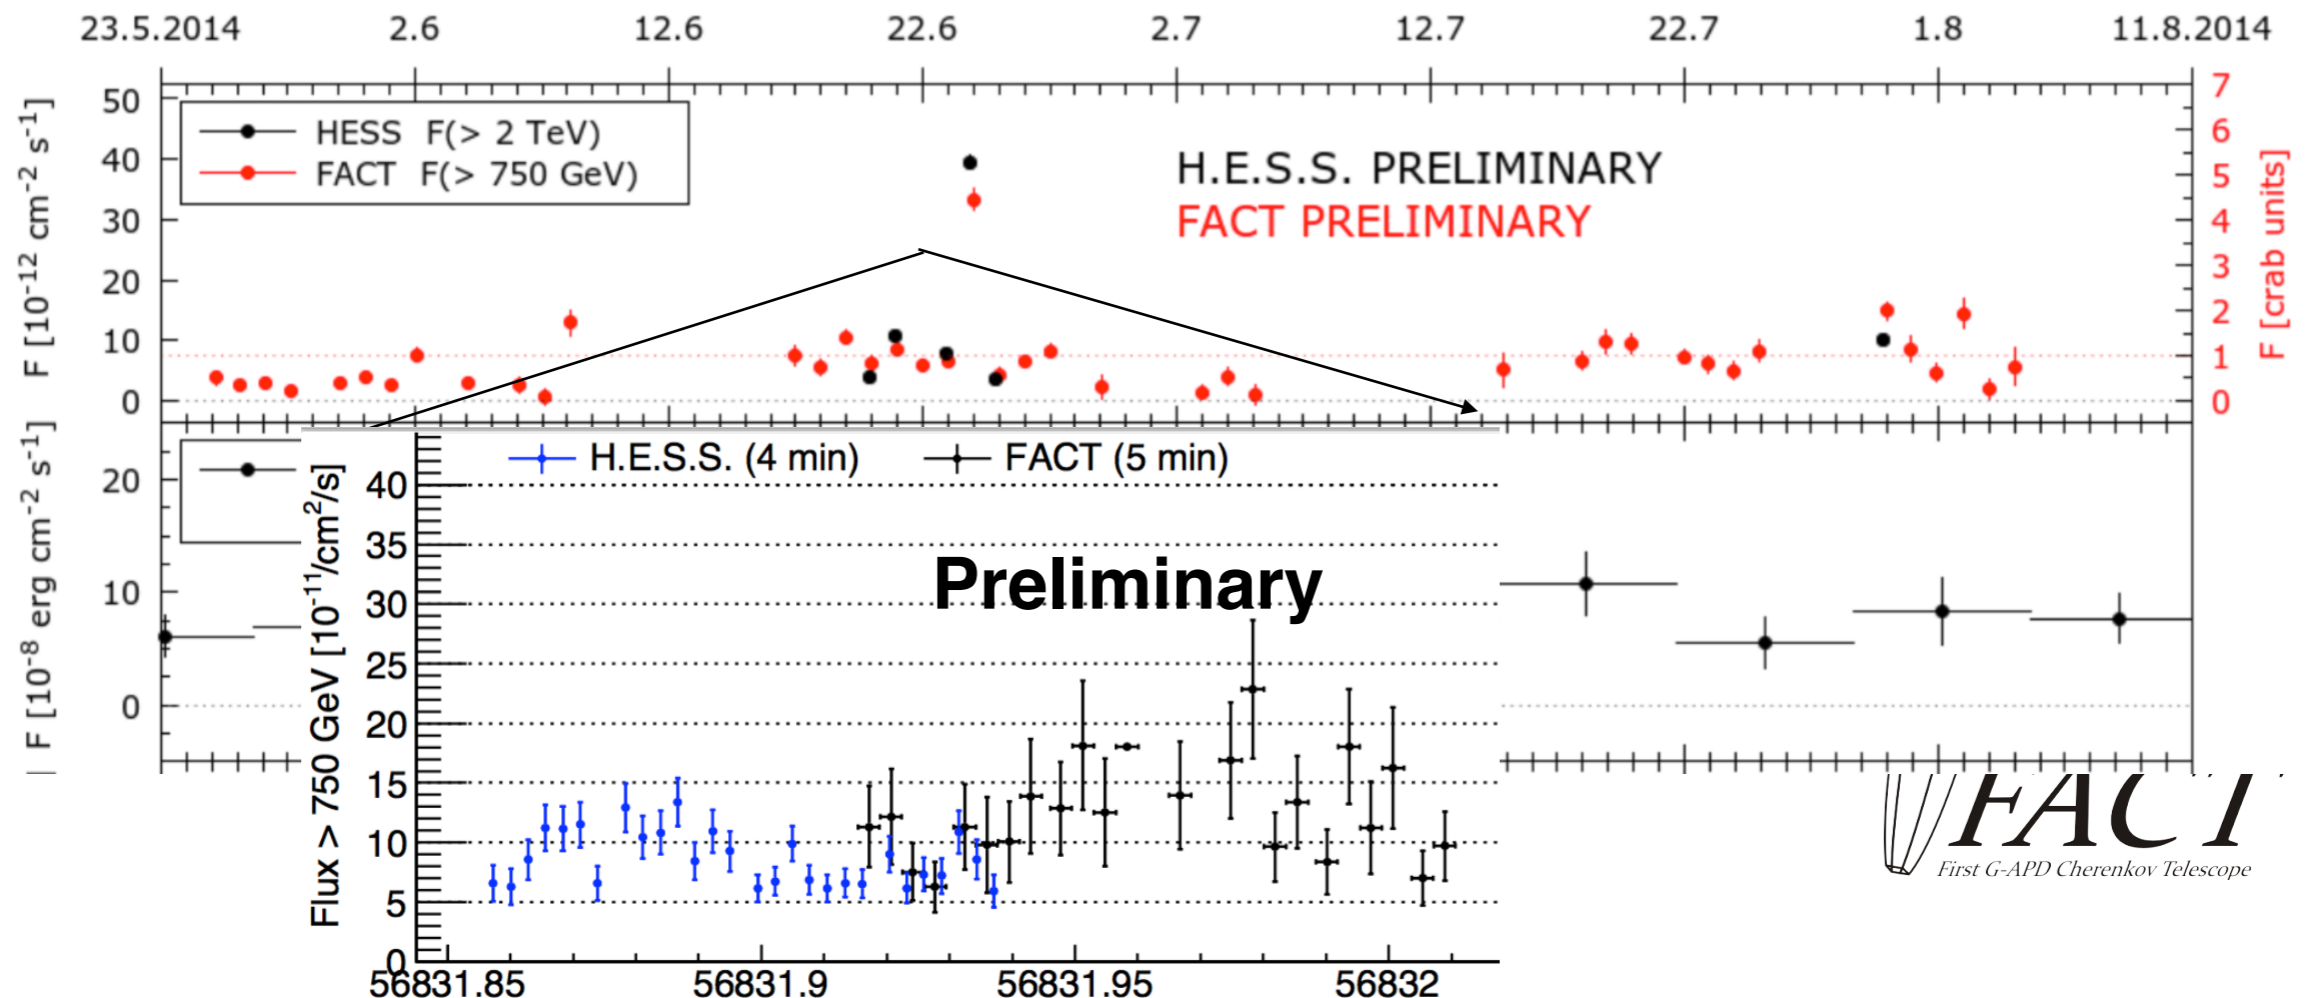 23.5.2014 2.6 12.6 22.6 2.7 12.7 22.7 1.8 11.8.2014
F [10⁻¹² cm⁻² s⁻¹]
50
40
30
20
10
0
HESS F(> 2 TeV)
FACT F(> 750 GeV)
H.E.S.S. PRELIMINARY
FACT PRELIMINARY
7
6
5
4
3
2
1
0
F [crab units]
F [10⁻⁸ erg cm⁻² s⁻¹]
20
10
0
H.E.S.S. (4 min) FACT (5 min)
Flux > 750 GeV [10⁻¹¹/cm²/s]
40
35
30
25
20
15
10
5
0
Preliminary
56831.85 56831.9 56831.95 56832
FACT
First G-APD Cherenkov Telescope